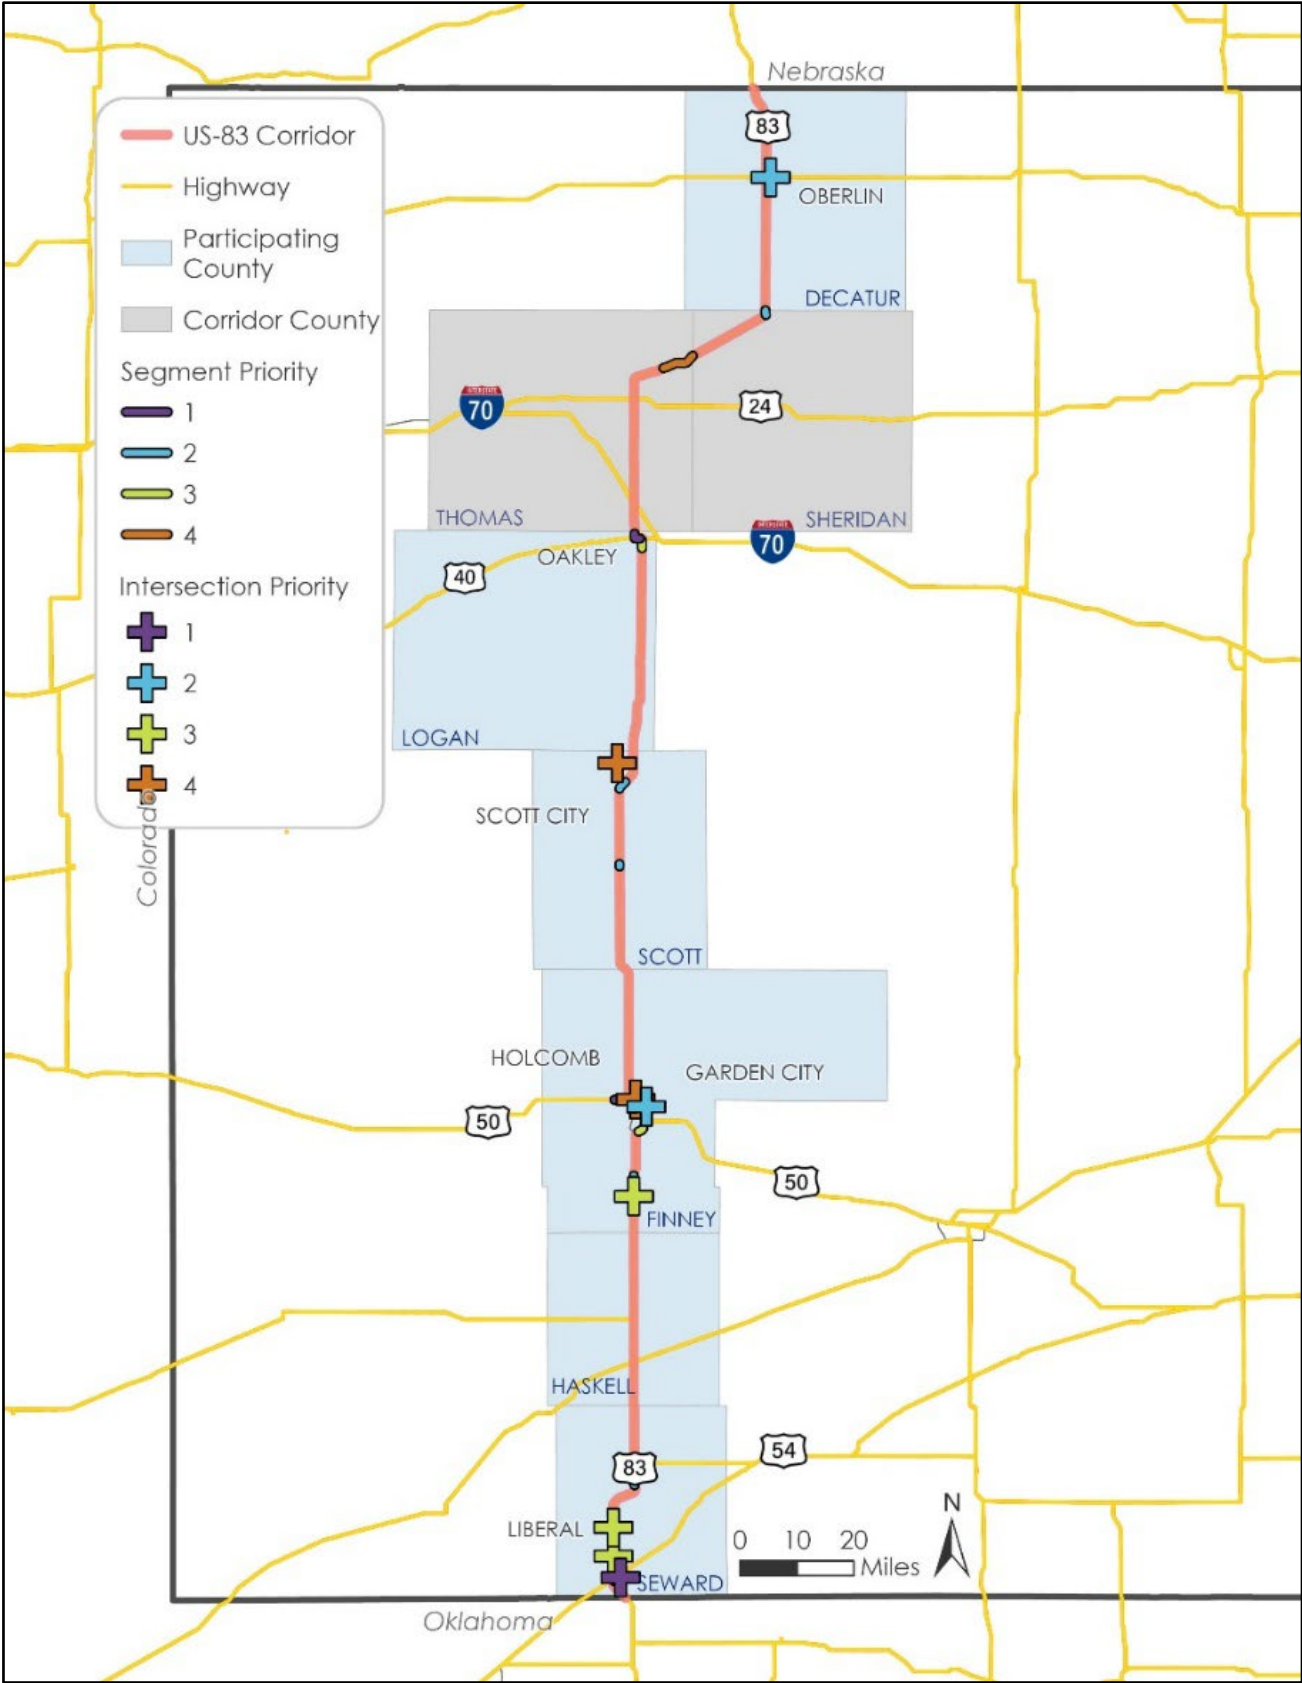 Nebraska
83
US-83 Corridor
Highway
OBERLIN
Participating
County
DECATUR
Corridor County
Segment Priority
INTERSTATE
70
24
1
2
3
THOMAS
SHERIDAN
4
INTERSTATE
70
OAKLEY
40
Intersection Priority
1
2
3
LOGAN
4
SCOTT CITY
Colorado
SCOTT
HOLCOMB
GARDEN CITY
50
50
FINNEY
HASKELL
54
83
LIBERAL
N
0 10 20
Miles
SEWARD
Oklahoma